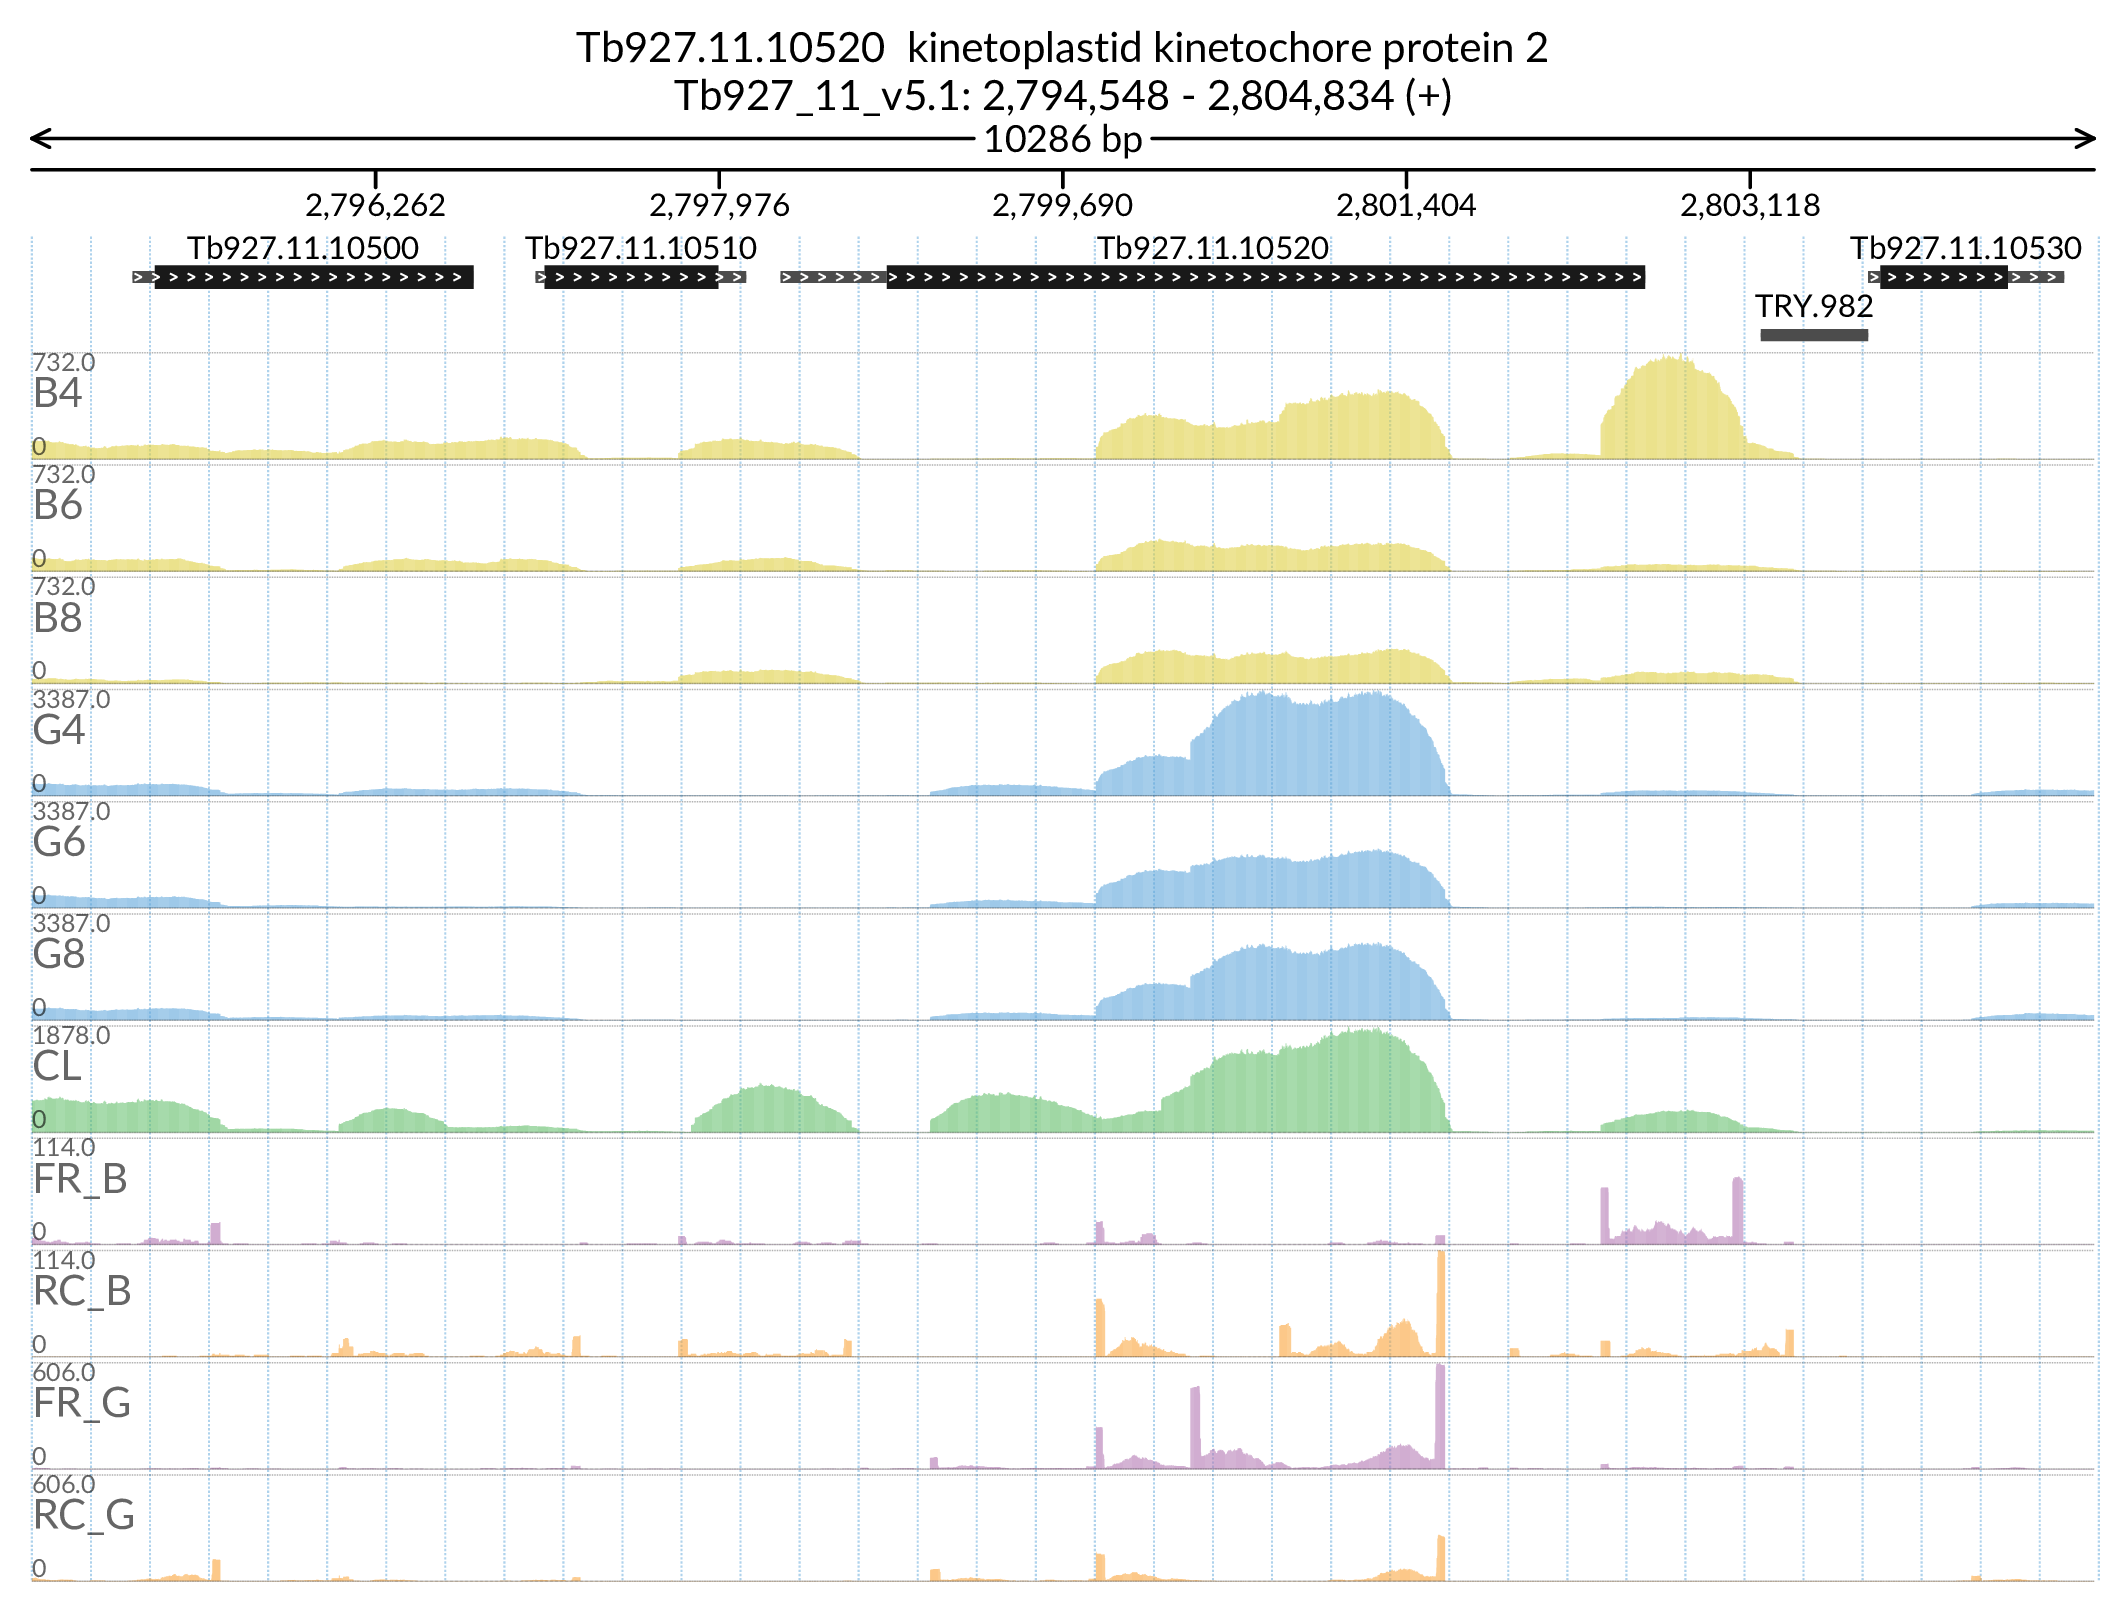 Tb927.11.10520  kinetoplastid kinetochore protein 2
Tb927_11_v5.1: 2,794,548 - 2,804,834 (+)
10286 bp
2,796,262 2,797,976 2,799,690 2,801,404 2,803,118
Tb927.11.10500 Tb927.11.10510 Tb927.11.10520 Tb927.11.10530
TRY.982
732.0
B4
0
732.0
B6
0
732.0
B8
0
3387.0
G4
0
3387.0
G6
0
3387.0
G8
0
1878.0
CL
0
114.0
FR_B
0
114.0
RC_B
0
606.0
FR_G
0
606.0
RC_G
0